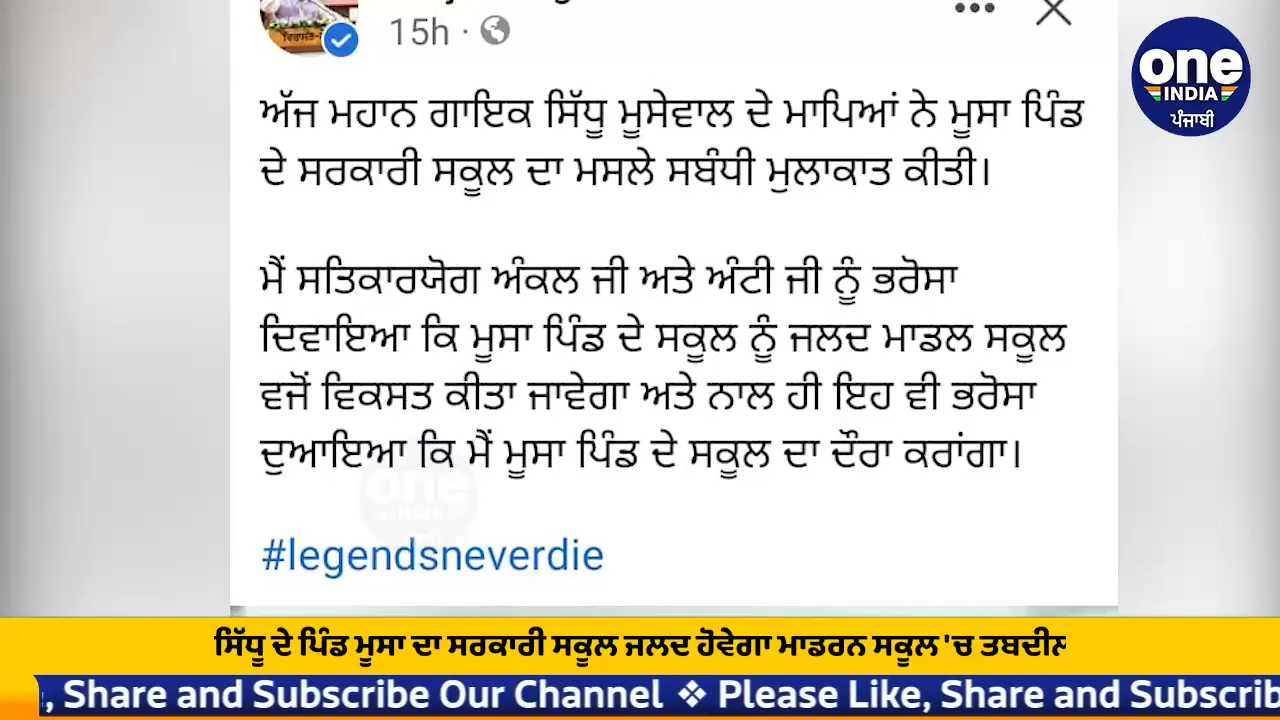 15h ·
one
INDIA
ਪੰਜਾਬੀ
ਅੱਜ ਮਹਾਨ ਗਾਇਕ ਸਿੱਧੂ ਮੂਸੇਵਾਲ ਦੇ ਮਾਪਿਆਂ ਨੇ ਮੂਸਾ ਪਿੰਡ
ਦੇ ਸਰਕਾਰੀ ਸਕੂਲ ਦਾ ਮਸਲੇ ਸਬੰਧੀ ਮੁਲਾਕਾਤ ਕੀਤੀ।
ਮੈਂ ਸਤਿਕਾਰਯੋਗ ਅੰਕਲ ਜੀ ਅਤੇ ਅੰਟੀ ਜੀ ਨੂੰ ਭਰੋਸਾ
ਦਿਵਾਇਆ ਕਿ ਮੂਸਾ ਪਿੰਡ ਦੇ ਸਕੂਲ ਨੂੰ ਜਲਦ ਮਾਡਲ ਸਕੂਲ
ਵਜੋਂ ਵਿਕਸਤ ਕੀਤਾ ਜਾਵੇਗਾ ਅਤੇ ਨਾਲ ਹੀ ਇਹ ਵੀ ਭਰੋਸਾ
ਦੁਆਇਆ ਕਿ ਮੈਂ ਮੂਸਾ ਪਿੰਡ ਦੇ ਸਕੂਲ ਦਾ ਦੌਰਾ ਕਰਾਂਗਾ।
one
INDIA
#legendsneverdie
ਸਿੱਧੂ ਦੇ ਪਿੰਡ ਮੂਸਾ ਦਾ ਸਰਕਾਰੀ ਸਕੂਲ ਜਲਦ ਹੋਵੇਗਾ ਮਾਡਰਨ ਸਕੂਲ 'ਚ ਤਬਦੀਲ
, Share and Subscribe Our Channel ❖ Please Like, Share and Subscrib